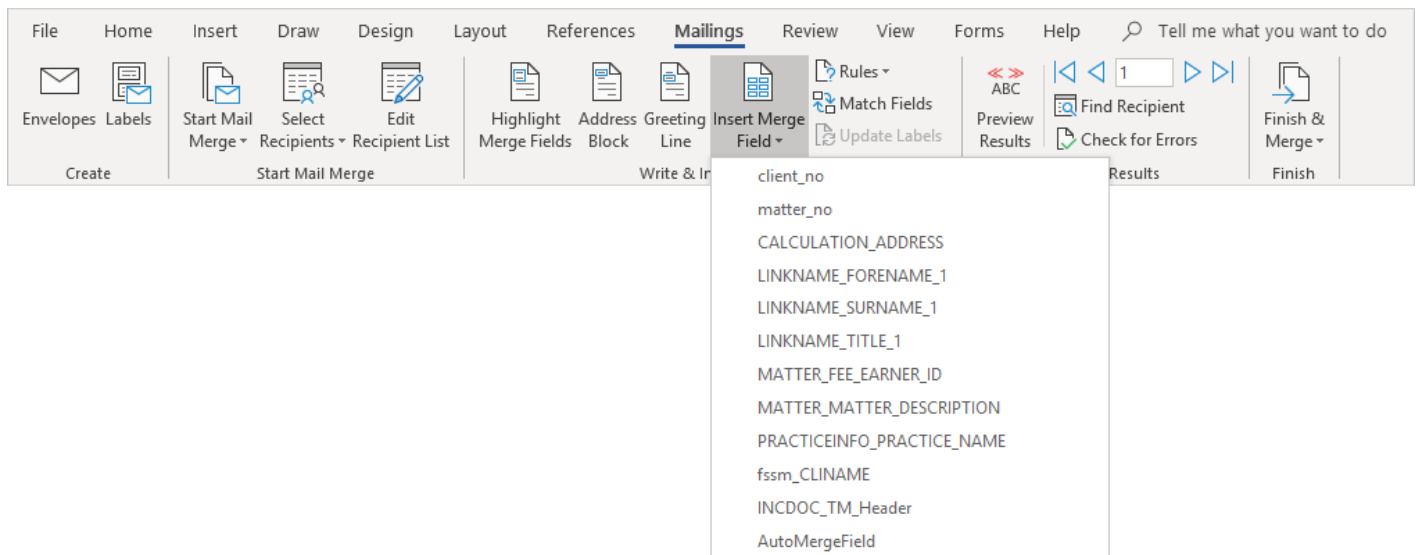 File Home Insert Draw Design Layout References Mailings Review View Forms Help Tell me what you want to do
Envelopes Labels
Create
Start Mail Merge
Select Recipients
Edit Recipient List
Start Mail Merge
Highlight Merge Fields
Address Block
Greeting Line
Insert Merge Field
Rules
Match Fields
Update Labels
Write & In
ABC
Preview Results
1
Find Recipient
Check for Errors
Results
Finish & Merge
Finish
client_no
matter_no
CALCULATION_ADDRESS
LINKNAME_FORENAME_1
LINKNAME_SURNAME_1
LINKNAME_TITLE_1
MATTER_FEE_EARNER_ID
MATTER_MATTER_DESCRIPTION
PRACTICEINFO_PRACTICE_NAME
fssm_CLINAME
INCDOC_TM_Header
AutoMergeField